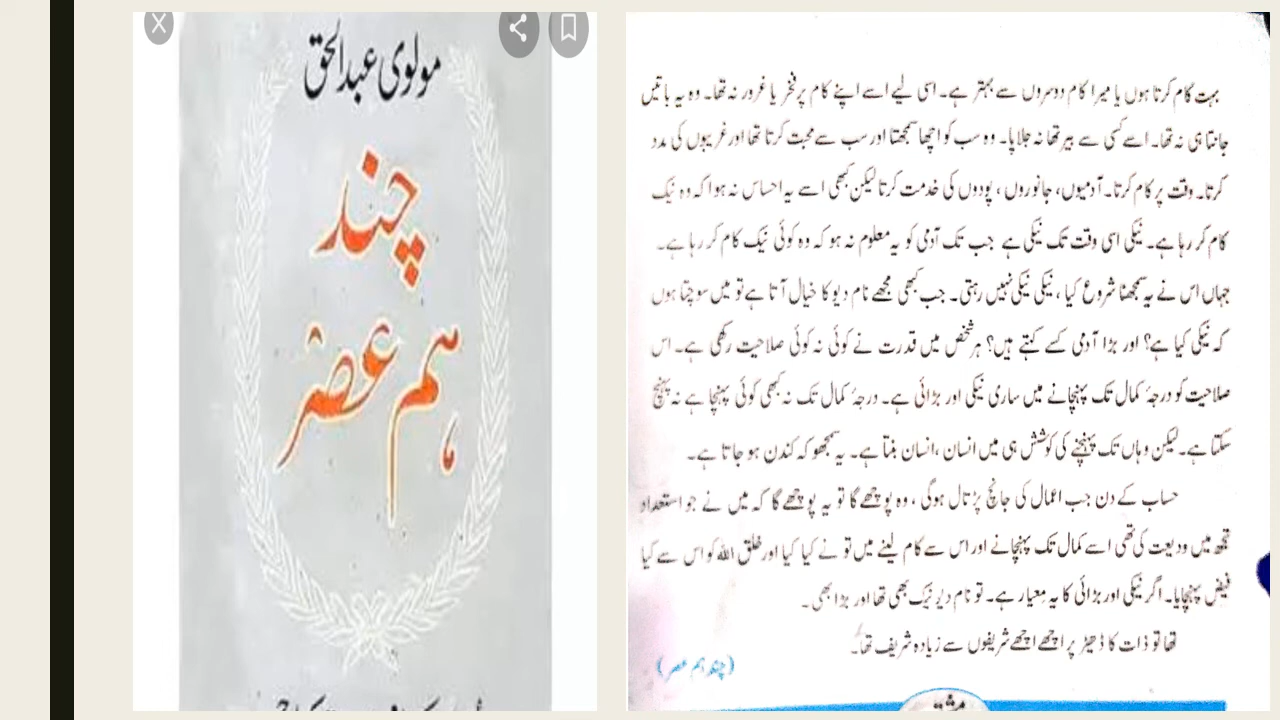 مولوی عبدالحق
چند
ہم عصر
بہت کام کرتا ہوں یا میرا کام دوسروں سے بہتر ہے۔ اسی لیے اسے اپنے کام پر فخر یا غرور نہ تھا۔ وہ یہ باتیں
جانتا ہی نہ تھا۔ اسے کسی سے بیر تھا نہ جلاپا۔ وہ سب کو اچھا سمجھتا اور سب سے محبت کرتا تھا اور غریبوں کی مدد
کرتا۔ وقت پر کام کرتا۔ آدمیوں، جانوروں، پودوں کی خدمت کرتا لیکن کبھی اسے یہ احساس نہ ہوا کہ وہ نیک
کام کر رہا ہے۔ نیکی اسی وقت تک نیکی ہے جب تک آدمی کو یہ معلوم نہ ہو کہ وہ کوئی نیک کام کر رہا ہے۔
جہاں اس نے یہ سمجھنا شروع کیا، نیکی نیکی نہیں رہتی۔ جب کبھی مجھے نام دیو کا خیال آتا ہے تو میں سوچتا ہوں
کہ نیکی کیا ہے؟ اور بڑا آدمی کسے کہتے ہیں؟ ہر شخص میں قدرت نے کوئی نہ کوئی صلاحیت رکھی ہے۔ اس
صلاحیت کو درجۂ کمال تک پہنچانے میں ساری نیکی اور بڑائی ہے۔ درجۂ کمال تک نہ کبھی کوئی پہنچا ہے نہ پہنچ
سکتا ہے۔ لیکن وہاں تک پہنچنے کی کوشش ہی میں انسان، انسان بنتا ہے۔ یہ سمجھو کہ کندن ہو جاتا ہے۔
حساب کے دن جب اعمال کی جانچ پڑتال ہوگی، وہ پوچھے گا تو یہ پوچھے گا کہ میں نے جو استعداد
تجھ میں ودیعت کی تھی اسے کمال تک پہنچانے اور اس سے کام لینے میں تو نے کیا کیا اور خلق اللہ کو اس سے کیا
فیض پہنچایا۔ اگر نیکی اور بڑائی کا یہ معیار ہے۔ تو نام دیو نیک بھی تھا اور بڑا بھی۔
تھا تو ذات کا ڈھیڑ پر اچھے اچھے شریفوں سے زیادہ شریف تھا۔
(چند ہم عصر)
مشق